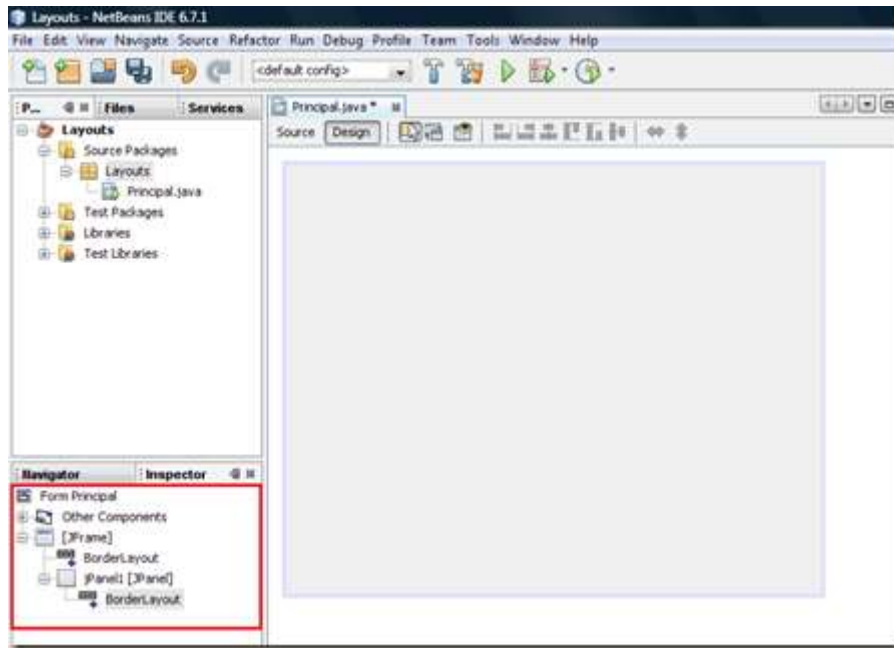 Layouts - NetBeans IDE 6.7.1
File Edit View Navigate Source Refactor Run Debug Profile Team Tools Window Help
<default config>
P... Files Services
Principal.java *
Source Design
Layouts
Source Packages
Layouts
Principal.java
Test Packages
Libraries
Test Libraries
Navigator Inspector
Form Principal
Other Components
[JFrame]
BorderLayout
jPanel1 [JPanel]
BorderLayout